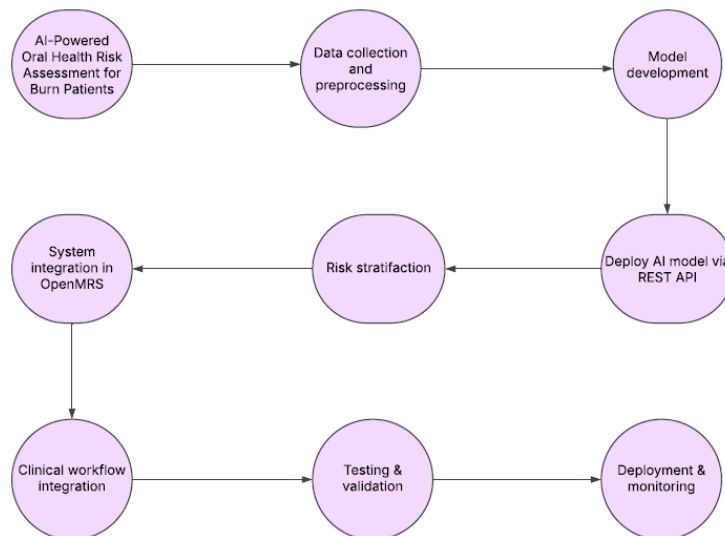 AI-Powered
Oral Health Risk
Assessment for
Burn Patients
Data collection
and
preprocessing
Model
development
Deploy AI model via
REST API
Risk stratifaction
System
integration in
OpenMRS
Clinical workflow
integration
Testing &
validation
Deployment &
monitoring